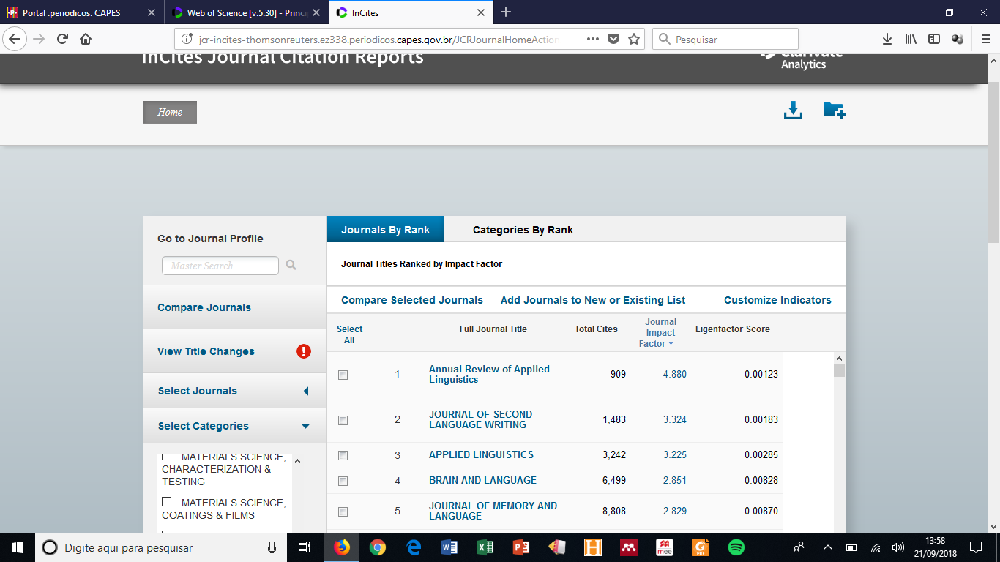 Portal .periodicos. CAPES
Web of Science [v.5.30] - Princi
InCites
jcr-incites-thomsonreuters.ez338.periodicos.capes.gov.br/JCRJournalHomeAction
Pesquisar
InCites Journal Citation Reports
Clarivate
Analytics
Home
Go to Journal Profile
Master Search
Compare Journals
View Title Changes
Select Journals
Select Categories
MATERIALS SCIENCE,
CHARACTERIZATION &
TESTING
MATERIALS SCIENCE,
COATINGS & FILMS
Journals By Rank
Categories By Rank
Journal Titles Ranked by Impact Factor
Compare Selected Journals
Add Journals to New or Existing List
Customize Indicators
Select
All
Full Journal Title
Total Cites
Journal
Impact
Factor
Eigenfactor Score
1
Annual Review of Applied
Linguistics
909
4.880
0.00123
2
JOURNAL OF SECOND
LANGUAGE WRITING
1,483
3.324
0.00183
3
APPLIED LINGUISTICS
3,242
3.225
0.00285
4
BRAIN AND LANGUAGE
6,499
2.851
0.00828
5
JOURNAL OF MEMORY AND
LANGUAGE
8,808
2.829
0.00870
Digite aqui para pesquisar
mee
PDF
13:58
21/09/2018